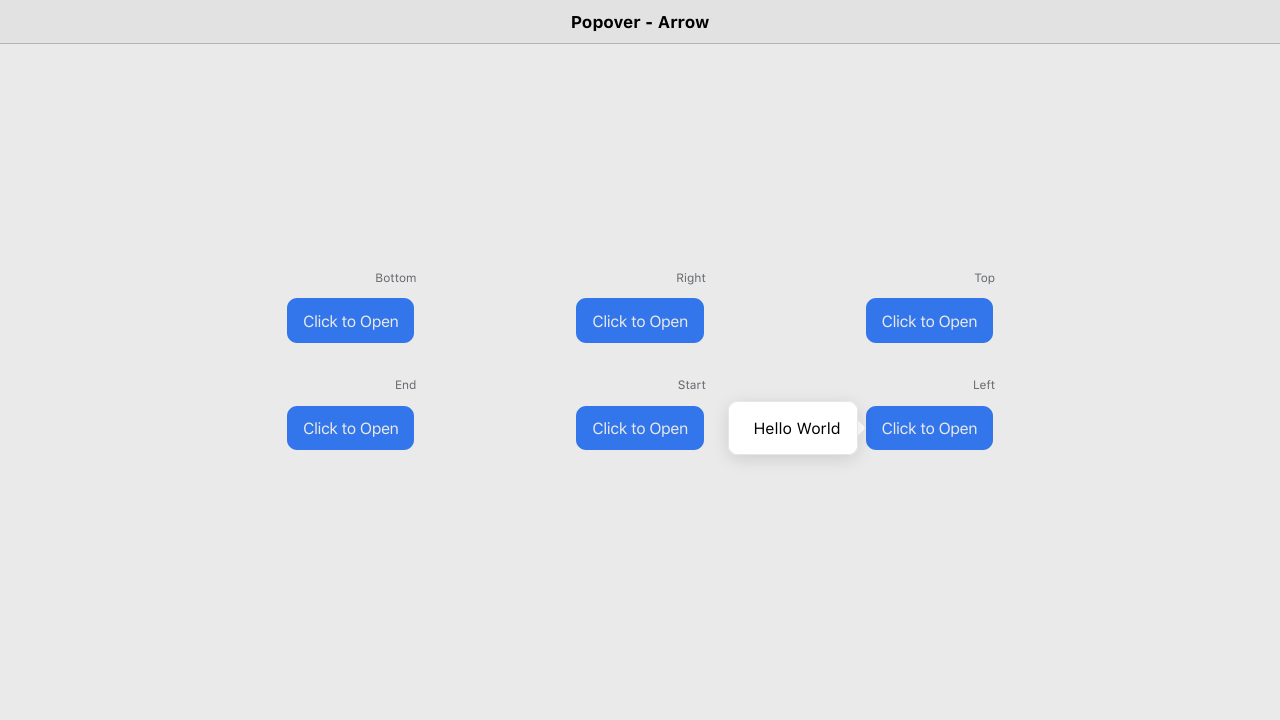 Popover - Arrow
Bottom
Right
Top
Click to Open
Click to Open
Click to Open
End
Start
Left
Click to Open
Click to Open
Hello World
Click to Open